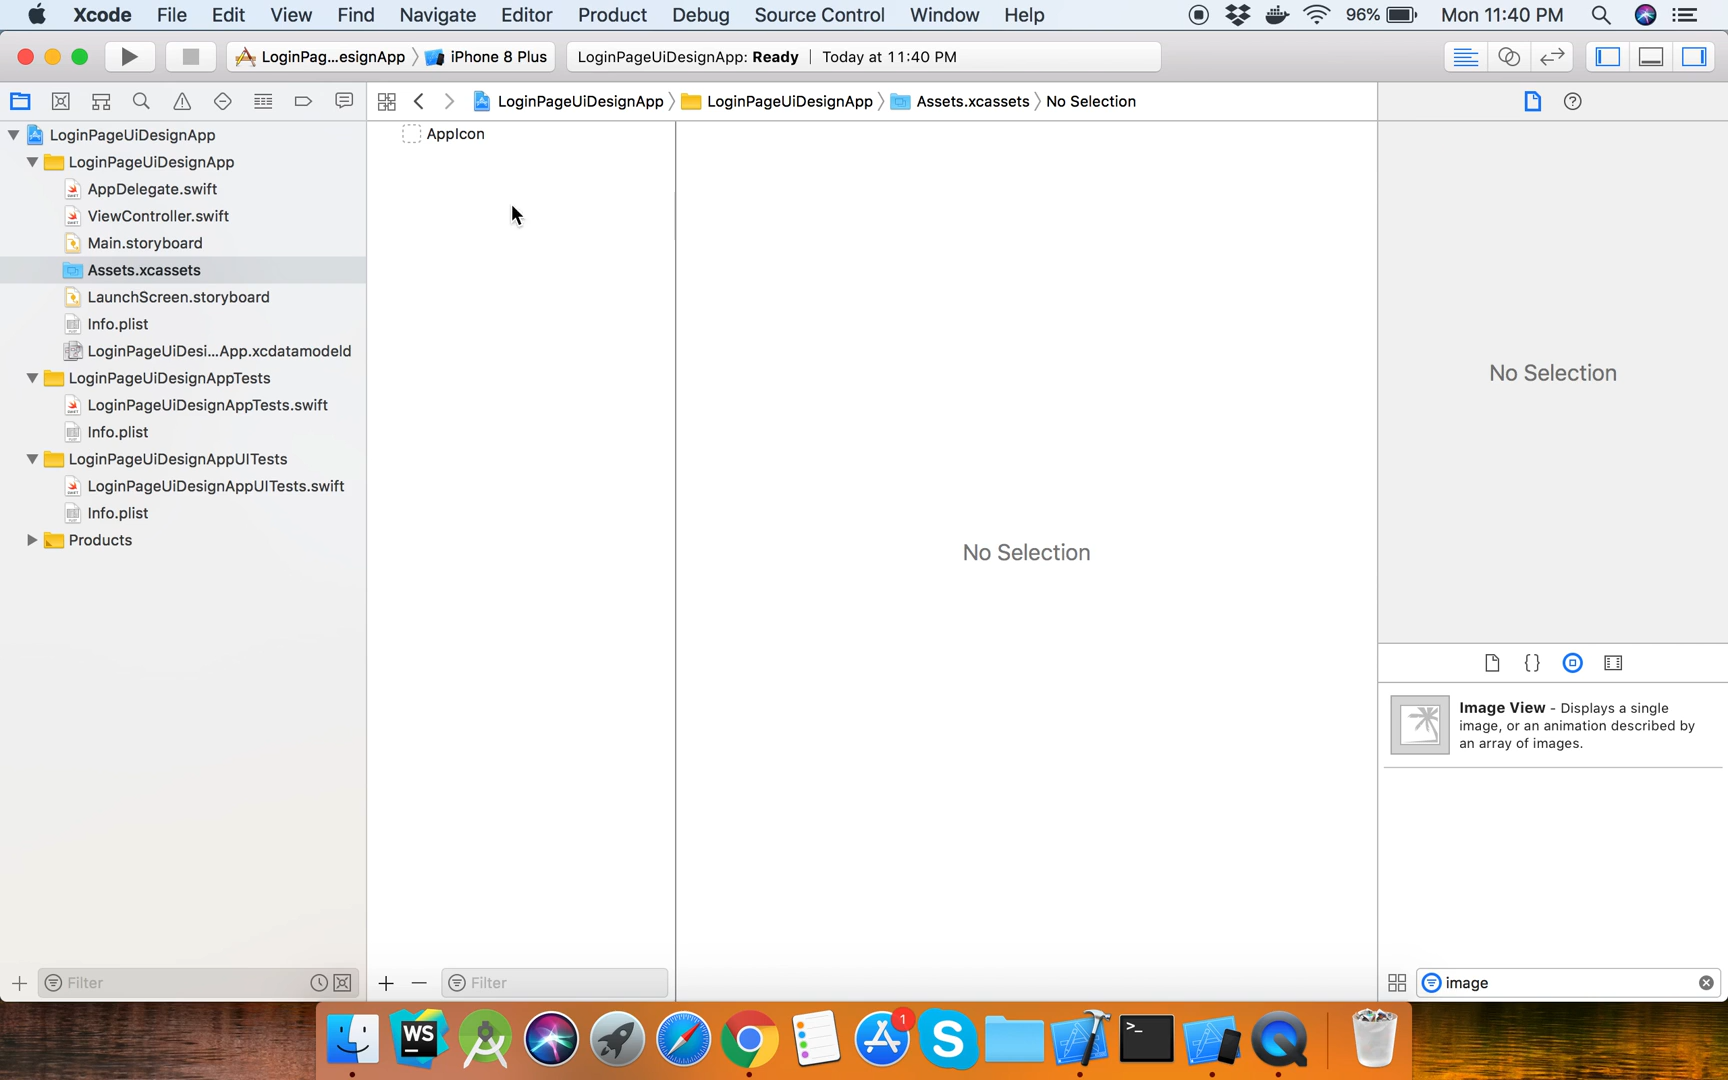 Xcode File Edit View Find Navigate Editor Product Debug Source Control Window Help 96% Mon 11:40 PM
LoginPag...esignApp iPhone 8 Plus LoginPageUiDesignApp: Ready | Today at 11:40 PM
LoginPageUiDesignApp LoginPageUiDesignApp Assets.xcassets No Selection
LoginPageUiDesignApp
LoginPageUiDesignApp
AppDelegate.swift
ViewController.swift
Main.storyboard
Assets.xcassets
LaunchScreen.storyboard
Info.plist
LoginPageUiDesi...App.xcdatamodeld
LoginPageUiDesignAppTests
LoginPageUiDesignAppTests.swift
Info.plist
LoginPageUiDesignAppUITests
LoginPageUiDesignAppUITests.swift
Info.plist
Products
Filter
AppIcon
Filter
No Selection
No Selection
Image View - Displays a single
image, or an animation described by
an array of images.
image
WS
1